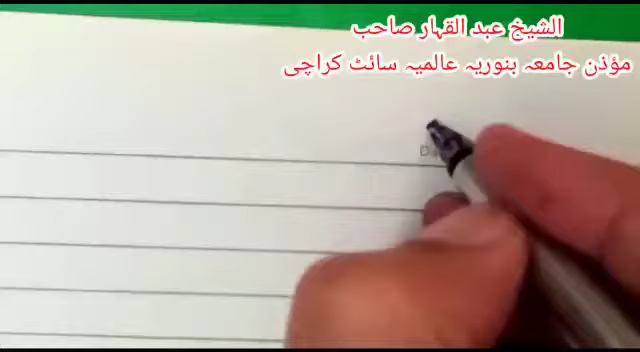 الشیخ عبد القہار صاحب
مؤذن جامعہ بنوریہ عالمیہ سائٹ کراچی